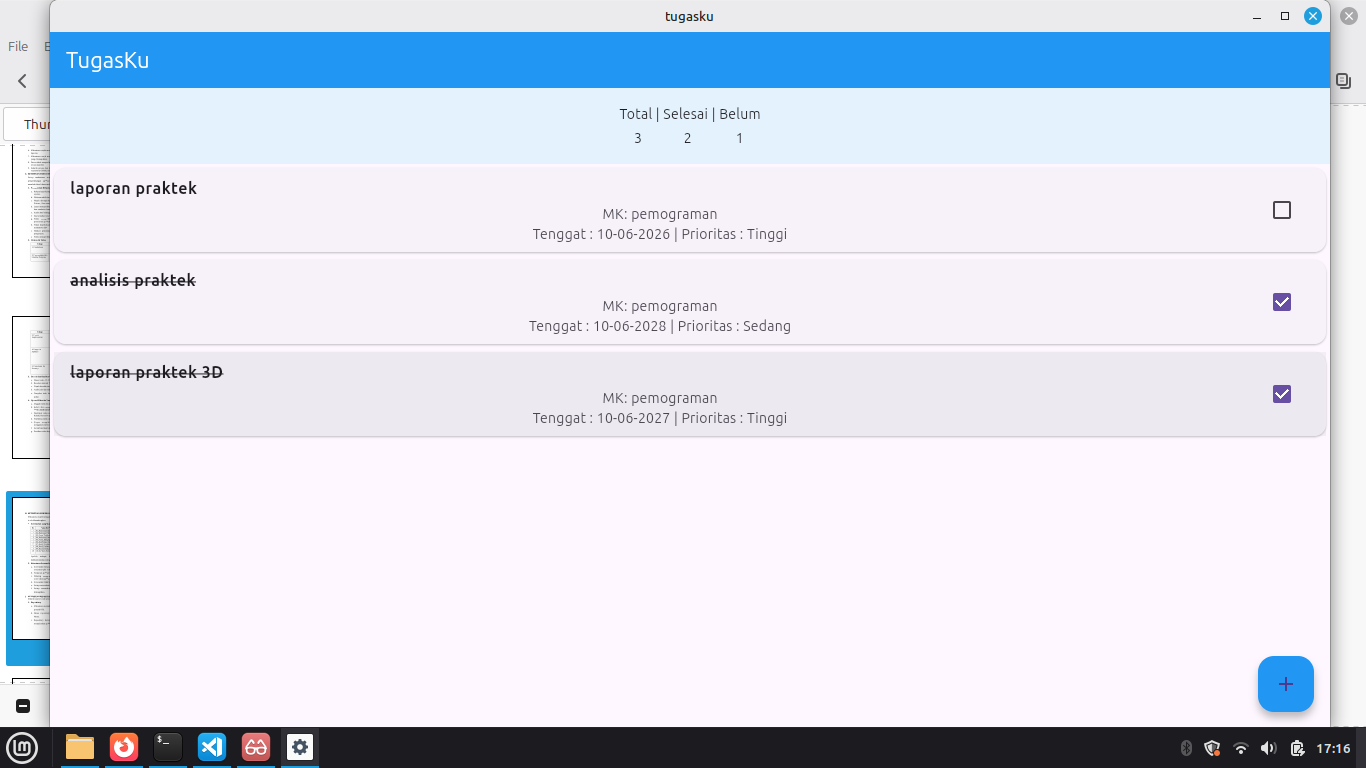 tugasku
File
TugasKu
Total | Selesai | Belum
3 2 1
laporan praktek
MK: pemograman
Tenggat : 10-06-2026 | Prioritas : Tinggi
analisis praktek
MK: pemograman
Tenggat : 10-06-2028 | Prioritas : Sedang
laporan praktek 3D
MK: pemograman
Tenggat : 10-06-2027 | Prioritas : Tinggi
17:16